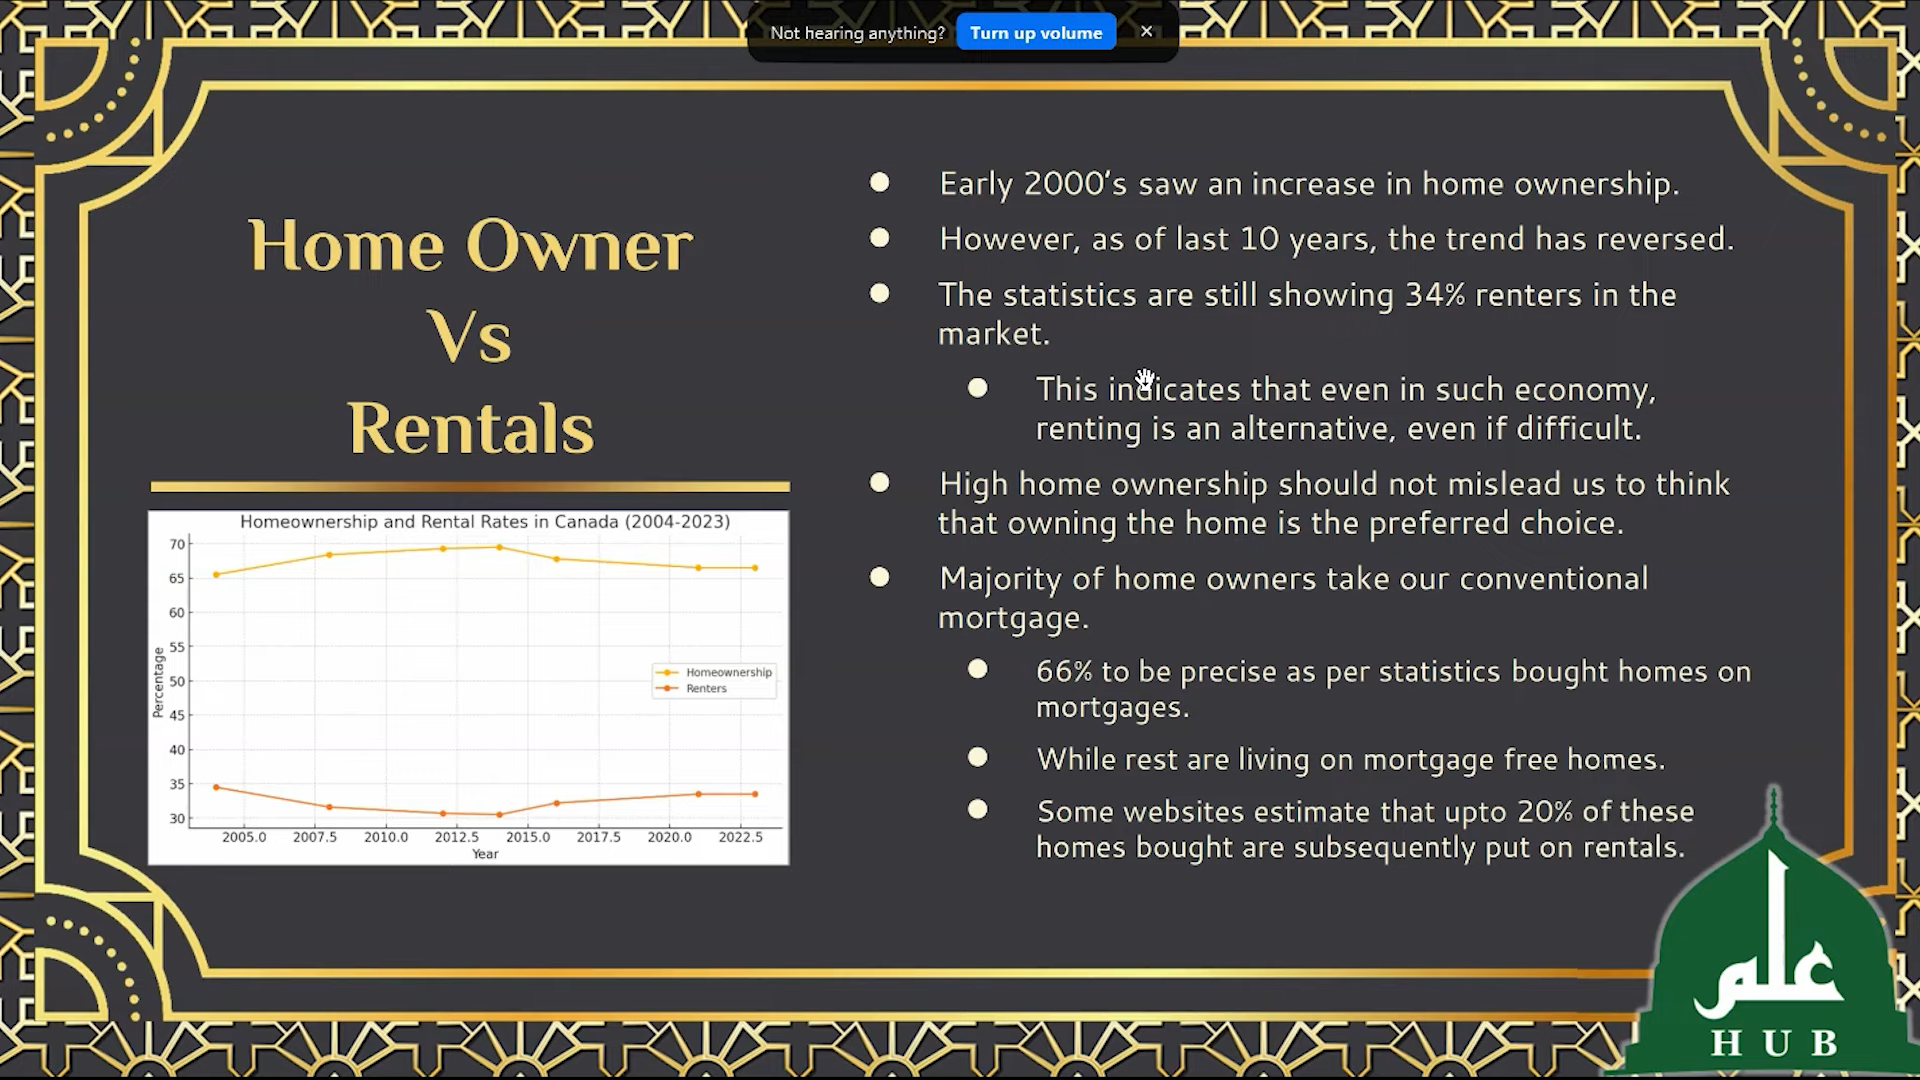 Not hearing anything? Turn up volume ×
Home Owner
Vs
Rentals
Homeownership and Rental Rates in Canada (2004-2023)
Percentage
70
65
60
55
50
45
40
35
30
Homeownership
Renters
2005.0 2007.5 2010.0 2012.5 2015.0 2017.5 2020.0 2022.5
Year
● Early 2000's saw an increase in home ownership.
● However, as of last 10 years, the trend has reversed.
● The statistics are still showing 34% renters in the
market.
● This indicates that even in such economy,
renting is an alternative, even if difficult.
● High home ownership should not mislead us to think
that owning the home is the preferred choice.
● Majority of home owners take our conventional
mortgage.
● 66% to be precise as per statistics bought homes on
mortgages.
● While rest are living on mortgage free homes.
● Some websites estimate that upto 20% of these
homes bought are subsequently put on rentals.
علم
HUB